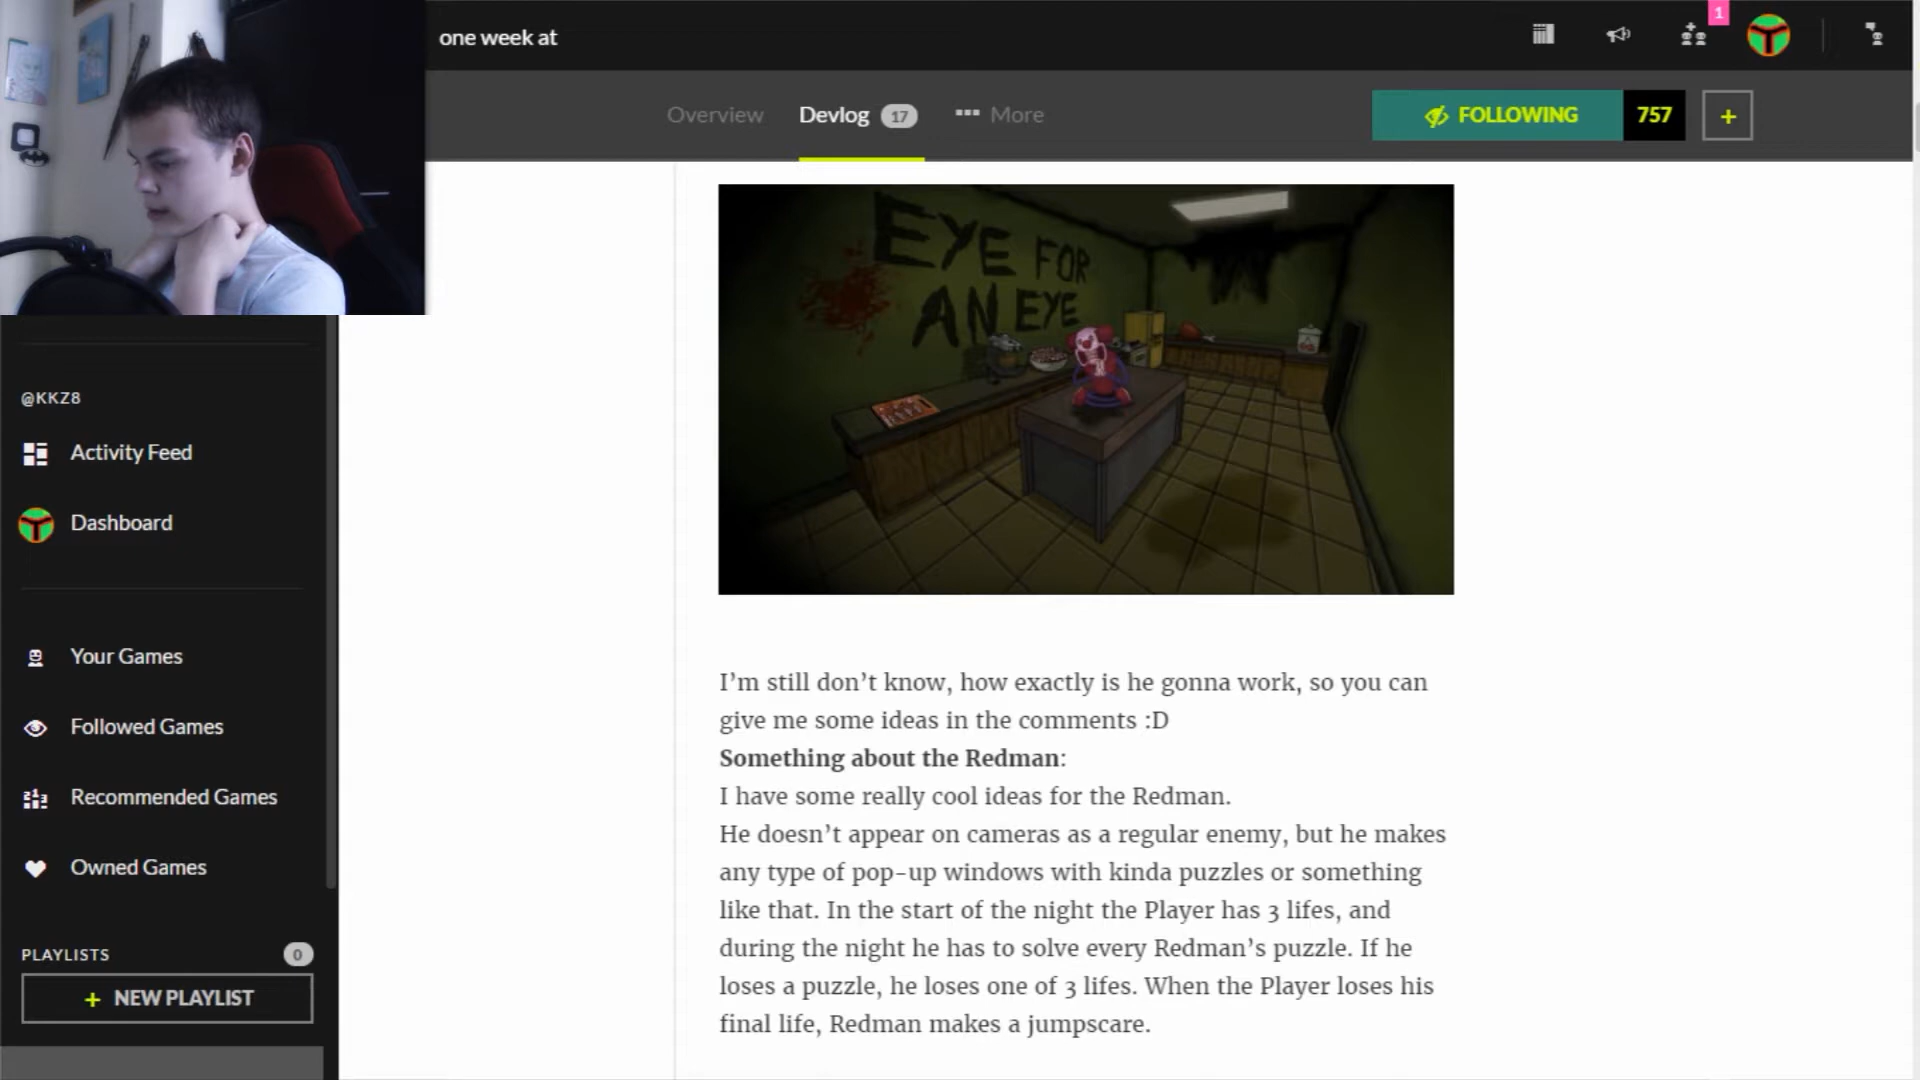 one week at
1
Overview
Devlog 17
More
FOLLOWING 757
+
EYE FOR
AN EYE
@KKZ8
Activity Feed
Dashboard
Your Games
Followed Games
Recommended Games
Owned Games
PLAYLISTS 0
+ NEW PLAYLIST
I'm still don't know, how exactly is he gonna work, so you can
give me some ideas in the comments :D
Something about the Redman:
I have some really cool ideas for the Redman.
He doesn't appear on cameras as a regular enemy, but he makes
any type of pop-up windows with kinda puzzles or something
like that. In the start of the night the Player has 3 lifes, and
during the night he has to solve every Redman's puzzle. If he
loses a puzzle, he loses one of 3 lifes. When the Player loses his
final life, Redman makes a jumpscare.